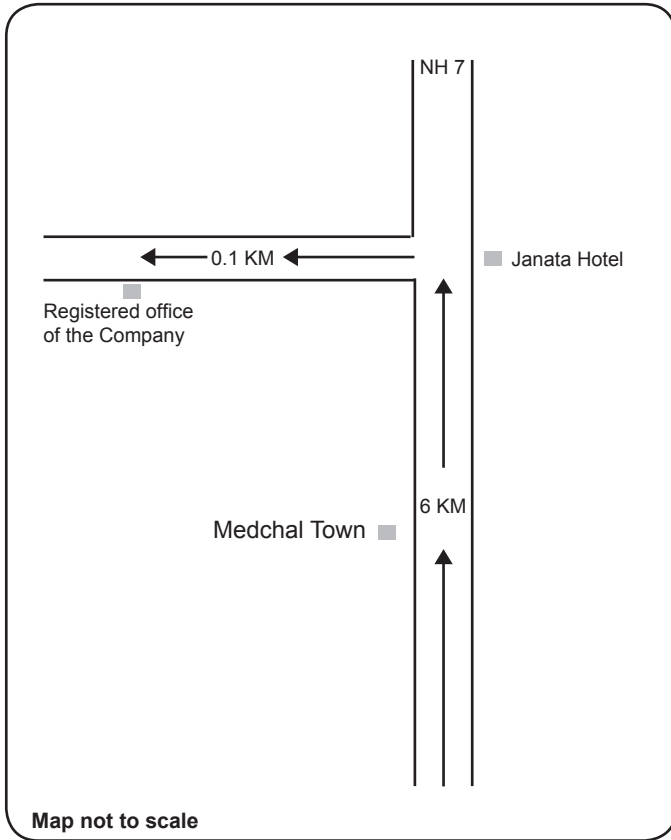 NH 7
0.1 KM
Janata Hotel
Registered office
of the Company
6 KM
Medchal Town
Map not to scale